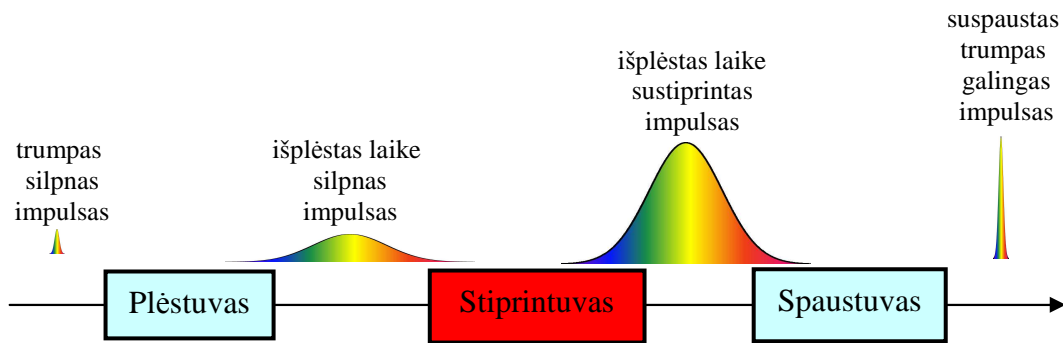 trumpas
silpnas
impulsas
išplėstas laike
silpnas
impulsas
išplėstas laike
sustiprintas
impulsas
suspaustas
trumpas
galingas
impulsas
Plėstuvas
Stiprintuvas
Spaustuvas